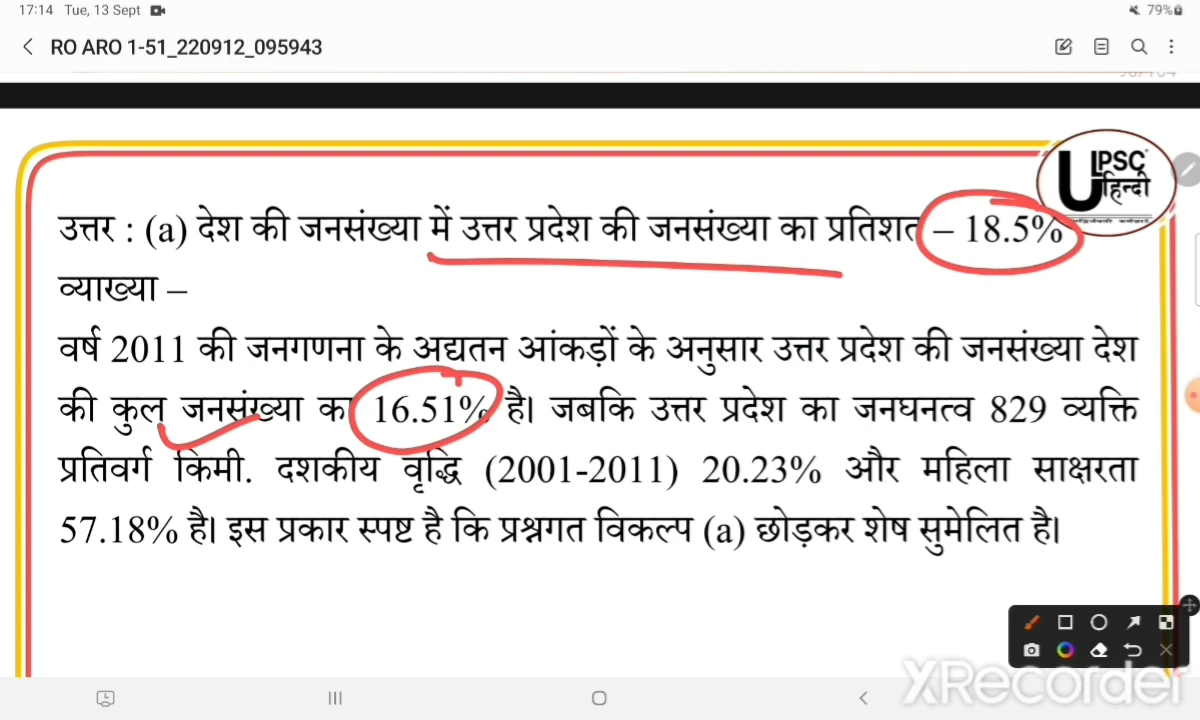 17:14 Tue, 13 Sept
79%
RO ARO 1-51_220912_095943
UPSC
हिन्दी
उत्तर : (a) देश की जनसंख्या में उत्तर प्रदेश की जनसंख्या का प्रतिशत – 18.5%
व्याख्या –
वर्ष 2011 की जनगणना के अद्यतन आंकड़ों के अनुसार उत्तर प्रदेश की जनसंख्या देश
की कुल जनसंख्या का 16.51% है। जबकि उत्तर प्रदेश का जनघनत्व 829 व्यक्ति
प्रतिवर्ग किमी. दशकीय वृद्धि (2001-2011) 20.23% और महिला साक्षरता
57.18% है। इस प्रकार स्पष्ट है कि प्रश्नगत विकल्प (a) छोड़कर शेष सुमेलित है।
XRecorder